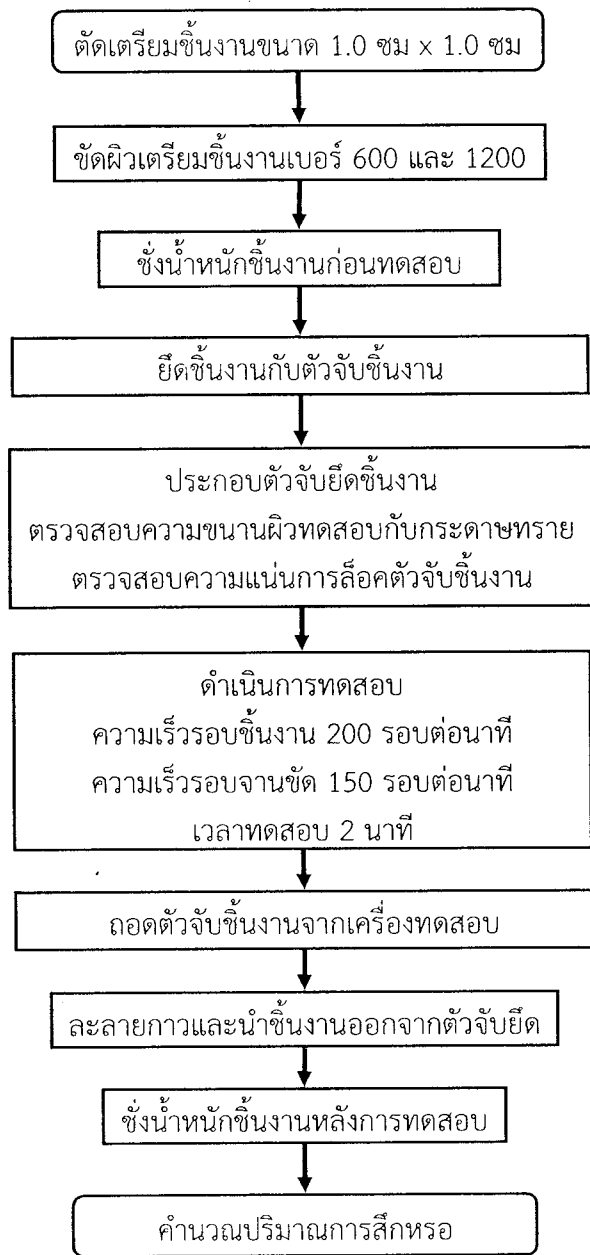 ตัดเตรียมชิ้นงานขนาด 1.0 ซม x 1.0 ซม
ขัดผิวเตรียมชิ้นงานเบอร์ 600 และ 1200
ชั่งน้ำหนักชิ้นงานก่อนทดสอบ
ยึดชิ้นงานกับตัวจับชิ้นงาน
ประกอบตัวจับยึดชิ้นงาน
ตรวจสอบความขนานผิวทดสอบกับกระดาษทราย
ตรวจสอบความแน่นการล็อคตัวจับชิ้นงาน
ดำเนินการทดสอบ
ความเร็วรอบชิ้นงาน 200 รอบต่อนาที
ความเร็วรอบจานขัด 150 รอบต่อนาที
เวลาทดสอบ 2 นาที
ถอดตัวจับชิ้นงานจากเครื่องทดสอบ
ละลายกาวและนำชิ้นงานออกจากตัวจับยึด
ชั่งน้ำหนักชิ้นงานหลังการทดสอบ
คำนวณปริมาณการสึกหรอ